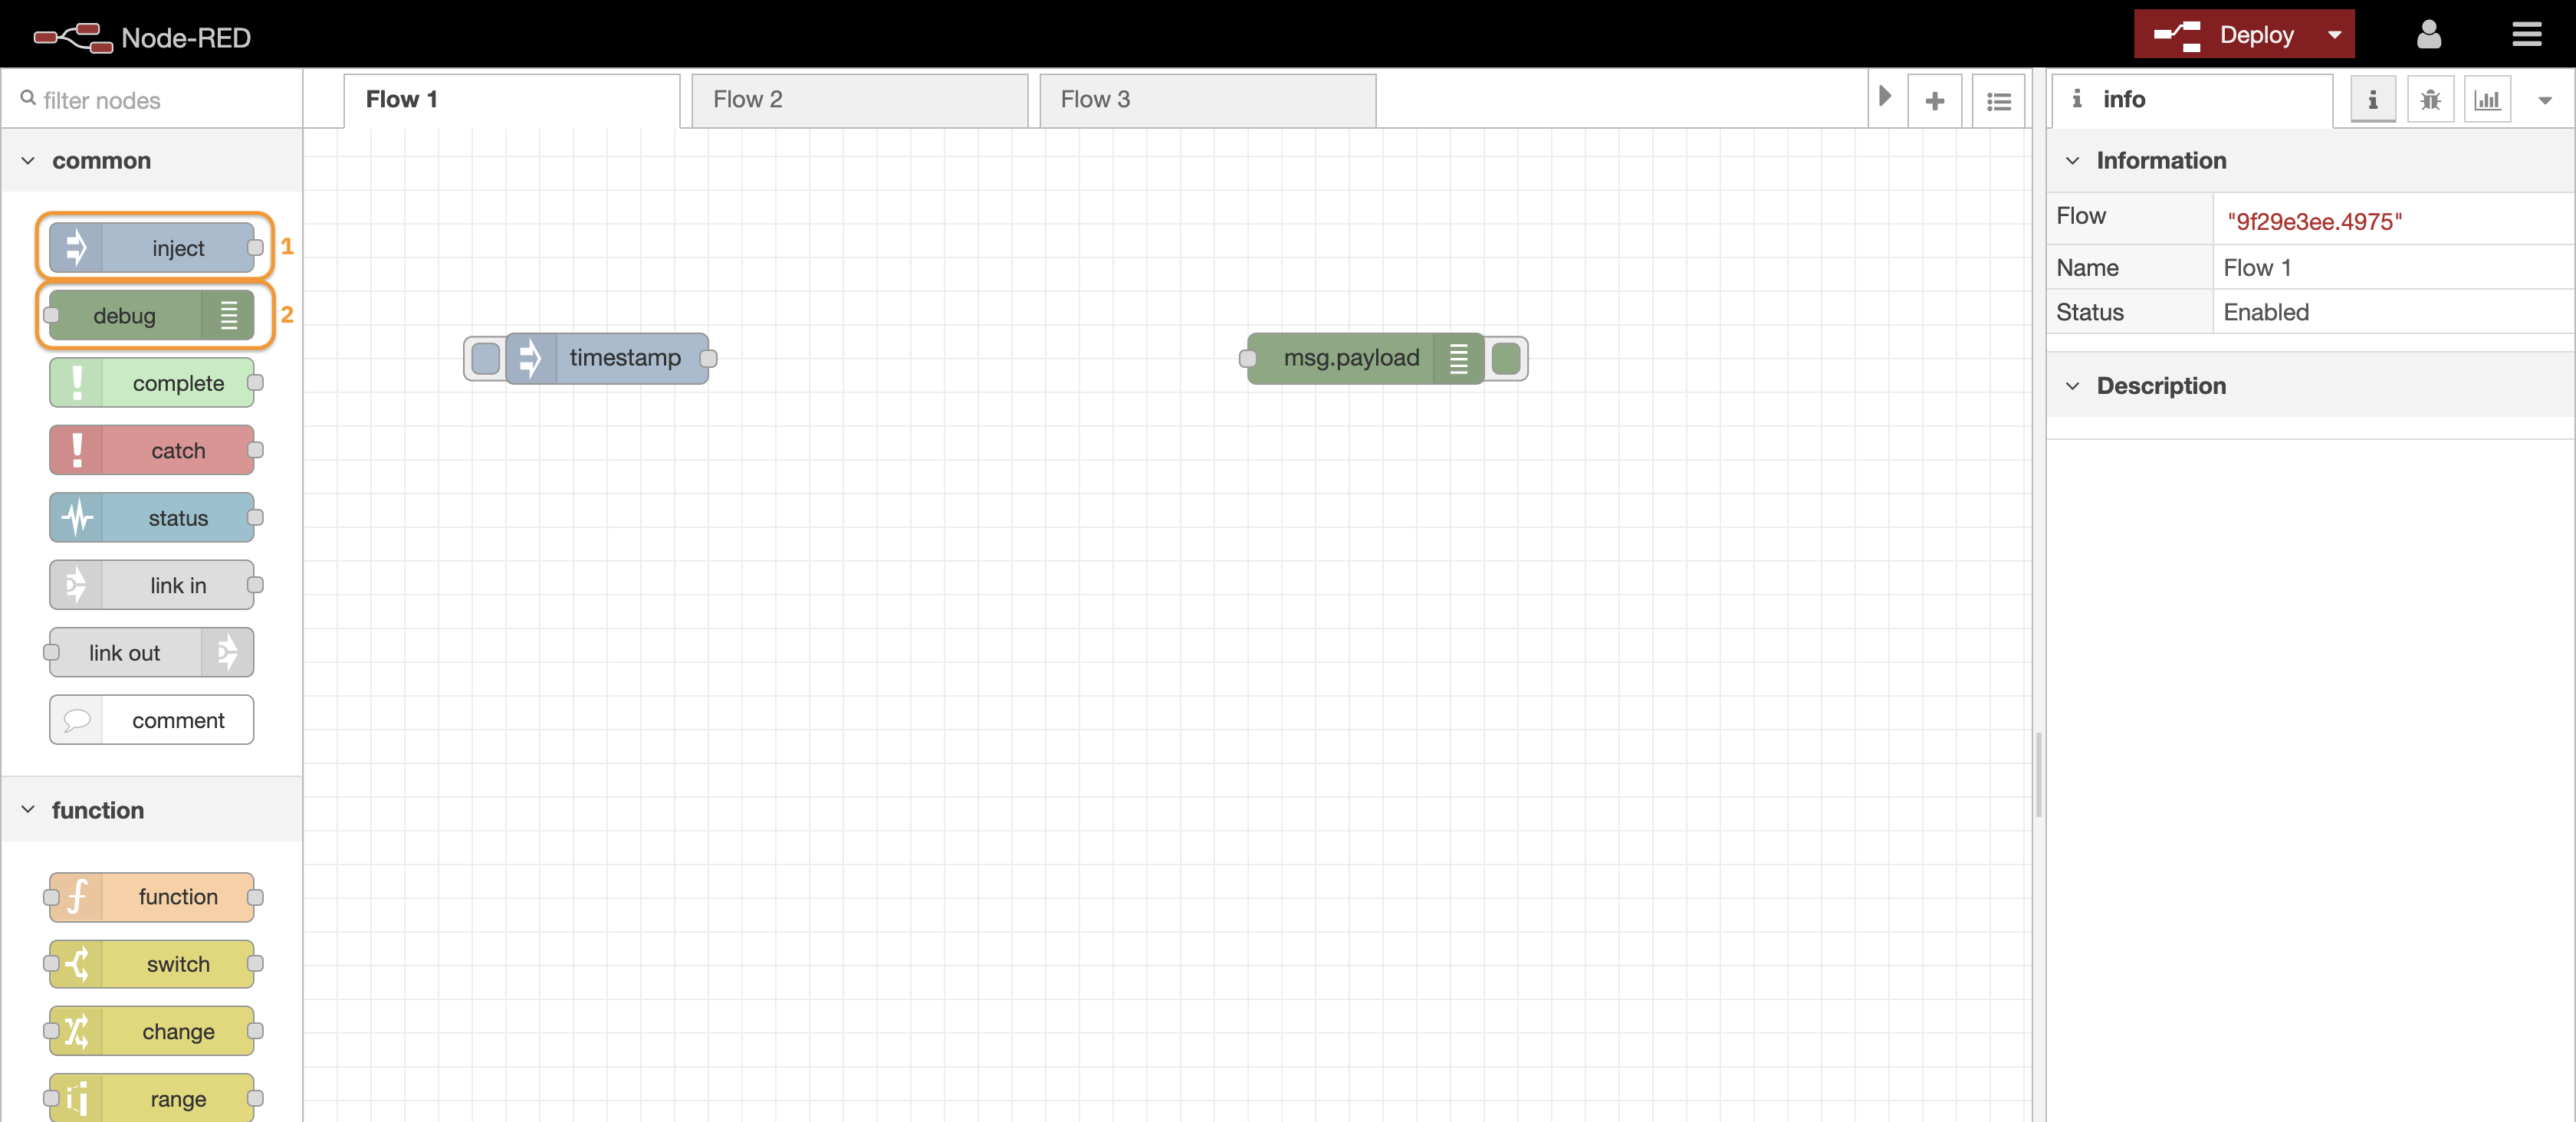 Node-RED
Deploy
filter nodes
Flow 1
Flow 2
Flow 3
info
common
inject
1
debug
2
complete
catch
status
link in
link out
comment
function
function
switch
change
range
timestamp
msg.payload
Information
Flow "9f29e3ee.4975"
Name Flow 1
Status Enabled
Description